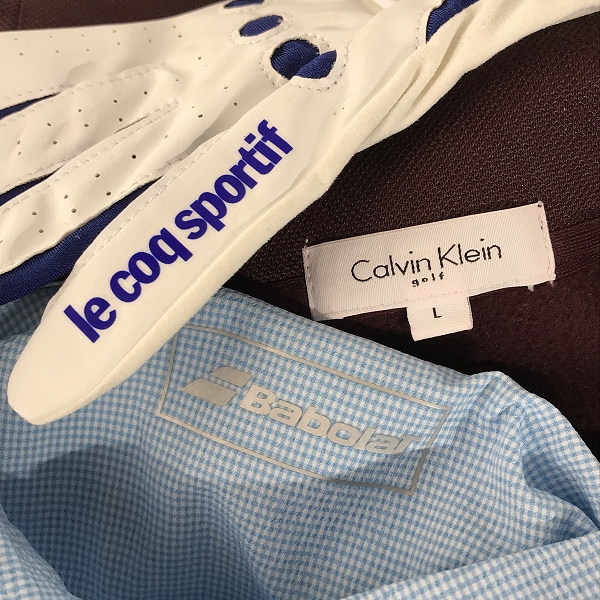 le coq sportif
Calvin Klein
golf
L
Babolat